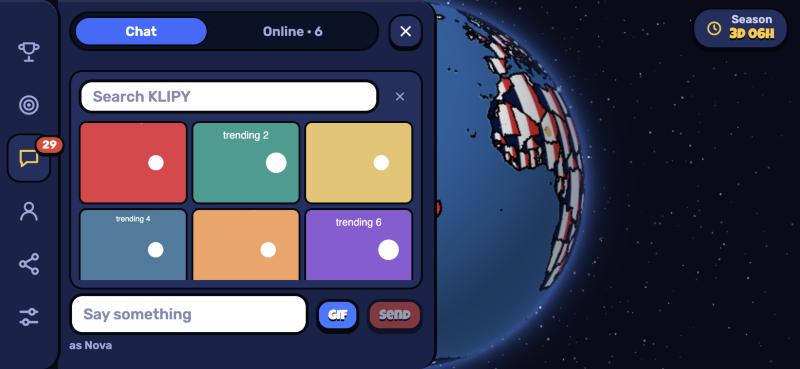 Chat
Online • 6
Season
3D 06H
29
Search KLIPY
trending 2
trending 4
trending 6
Say something
GIF
SEND
as Nova